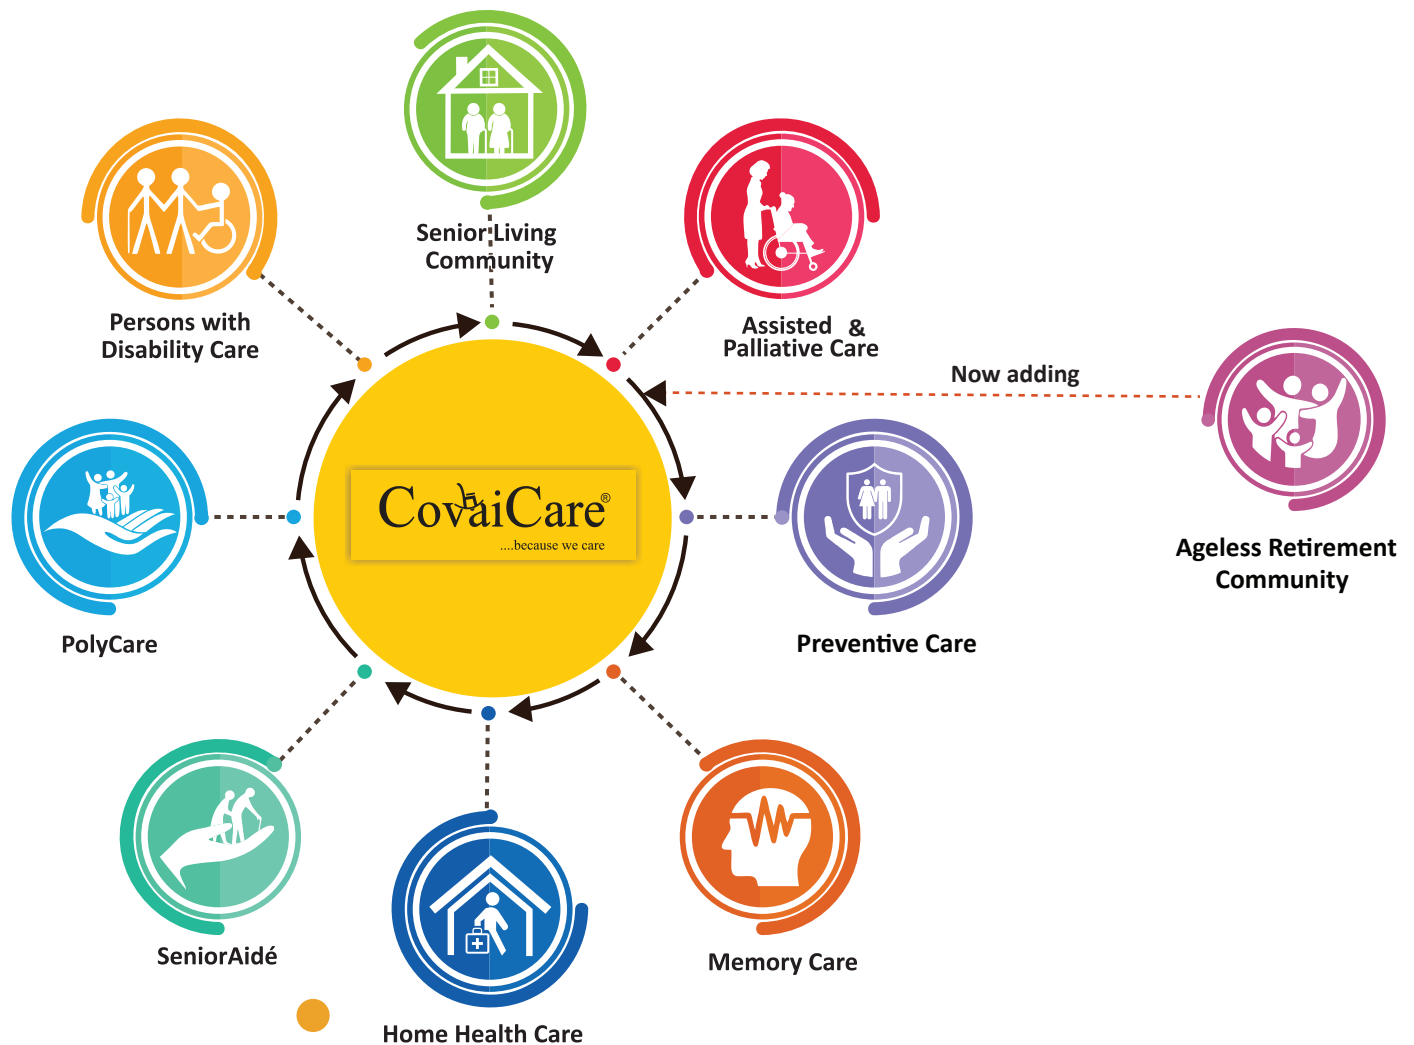 Senior Living
Community
Persons with
Disability Care
Assisted &
Palliative Care
Now adding
CovaiCare®
....because we care
Ageless Retirement
Community
PolyCare
Preventive Care
SeniorAidé
Memory Care
Home Health Care